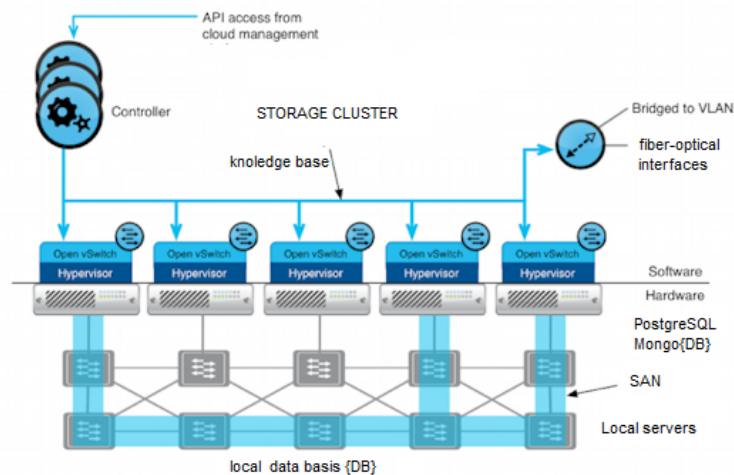 API access from
cloud management
Controller
STORAGE CLUSTER
Bridged to VLAN
fiber-optical
interfaces
knoledge base
Open vSwitch
Open vSwitch
Open vSwitch
Open vSwitch
Open vSwitch
Hypervisor
Hypervisor
Hypervisor
Hypervisor
Hypervisor
Software
Hardware
PostgreSQL
Mongo{DB}
SAN
Local servers
local data basis {DB}